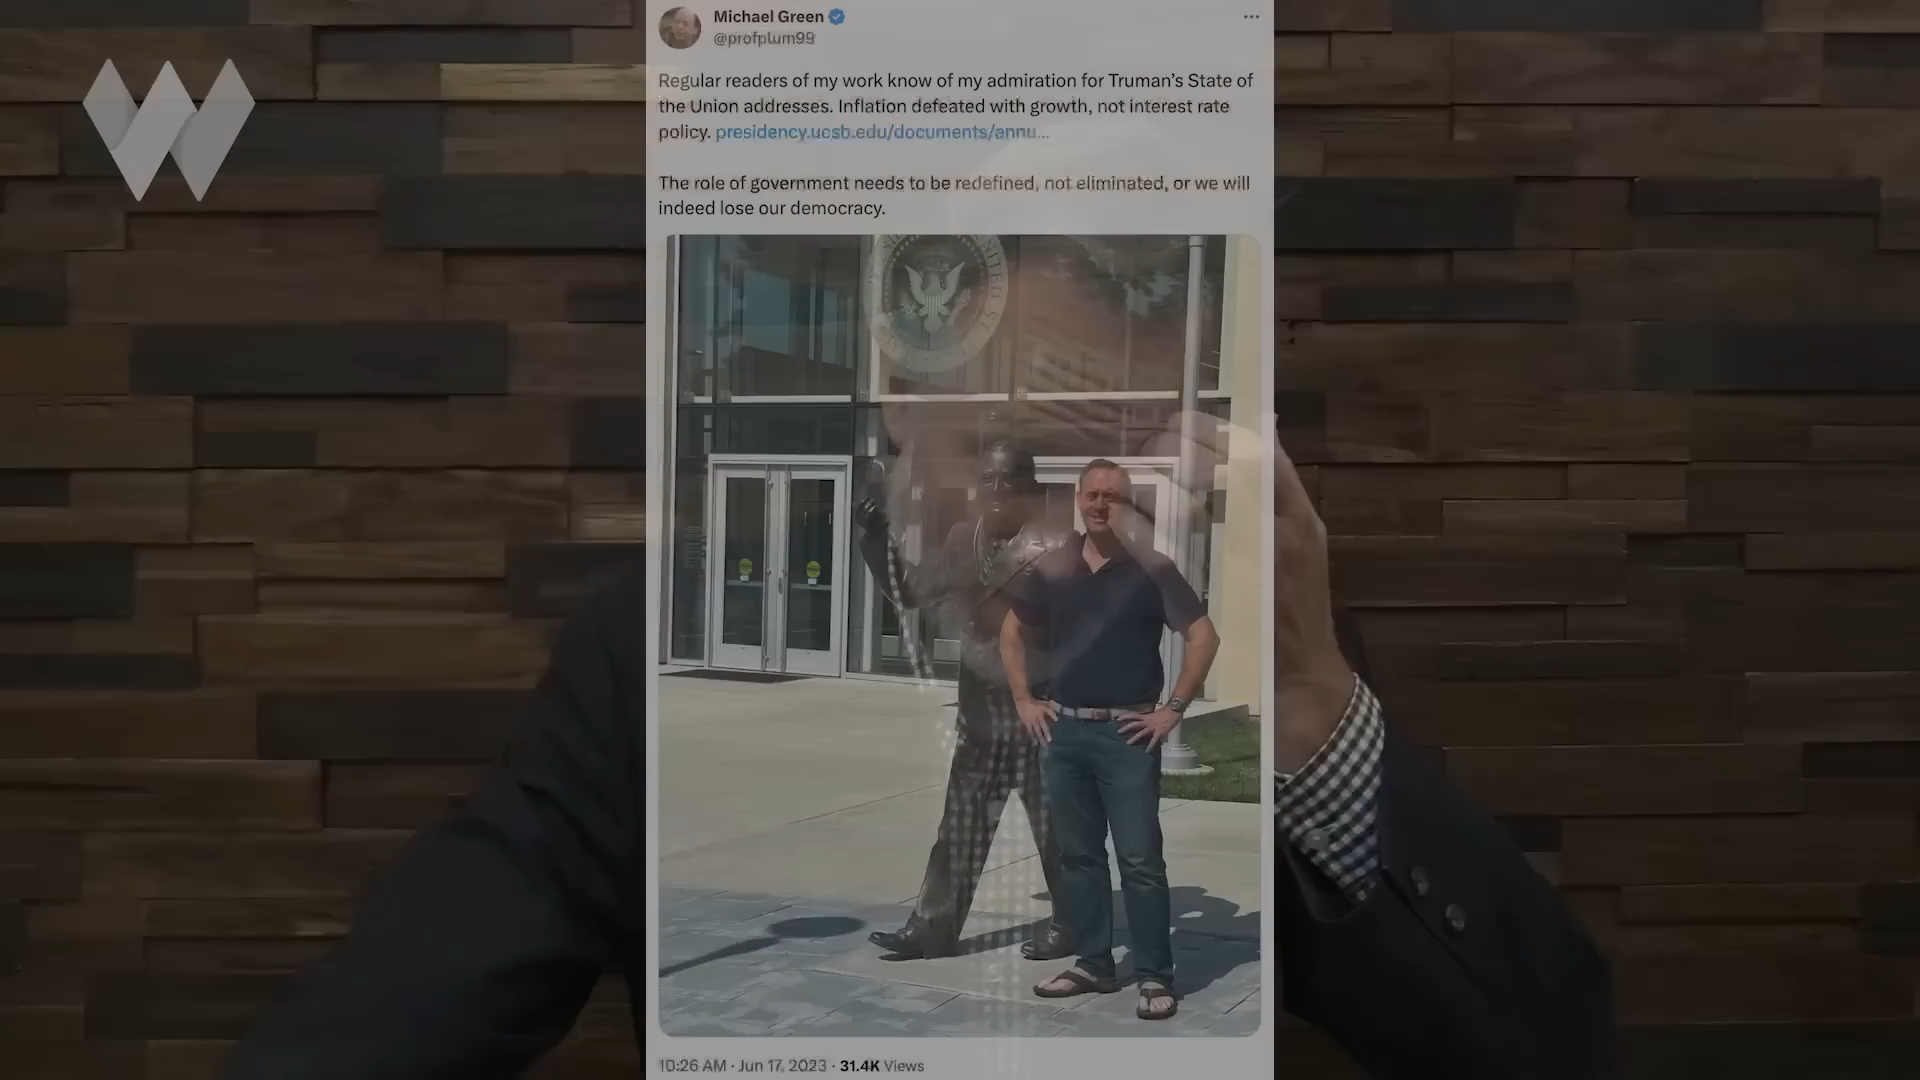 Michael Green
@profplum99
Regular readers of my work know of my admiration for Truman's State of
the Union addresses. Inflation defeated with growth, not interest rate
policy. presidency.ucsb.edu/documents/annu...
The role of government needs to be redefined, not eliminated, or we will
indeed lose our democracy.
10:26 AM · Jun 17, 2023 · 31.4K Views